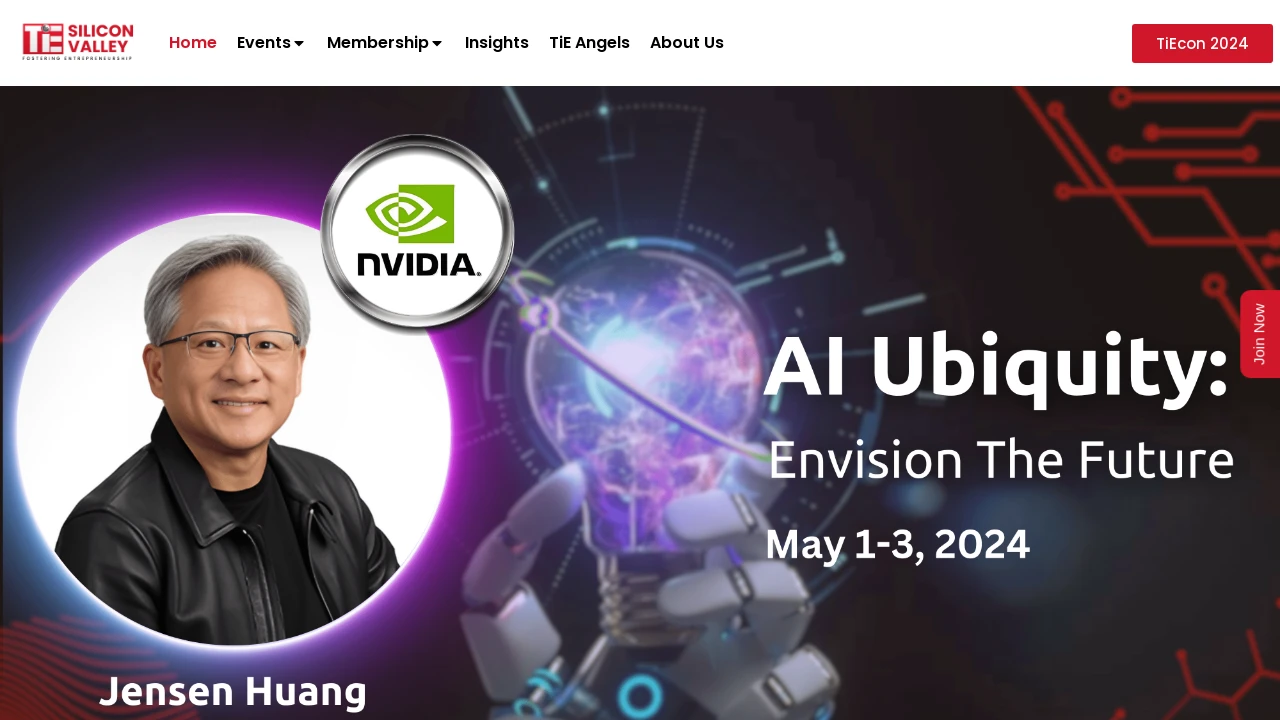 TiE SILICON
VALLEY
FOSTERING ENTREPRENEURSHIP
Home
Events
Membership
Insights
TiE Angels
About Us
TiEcon 2024
NVIDIA.
AI Ubiquity:
Envision The Future
May 1-3, 2024
Join Now
Jensen Huang